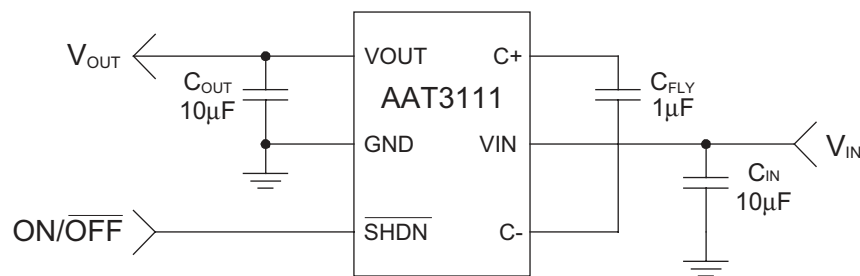 VOUT
COUT
10µF
VOUT
GND
SHDN
AAT3111
C+
VIN
C-
CFLY
1µF
VIN
CIN
10µF
ON/OFF